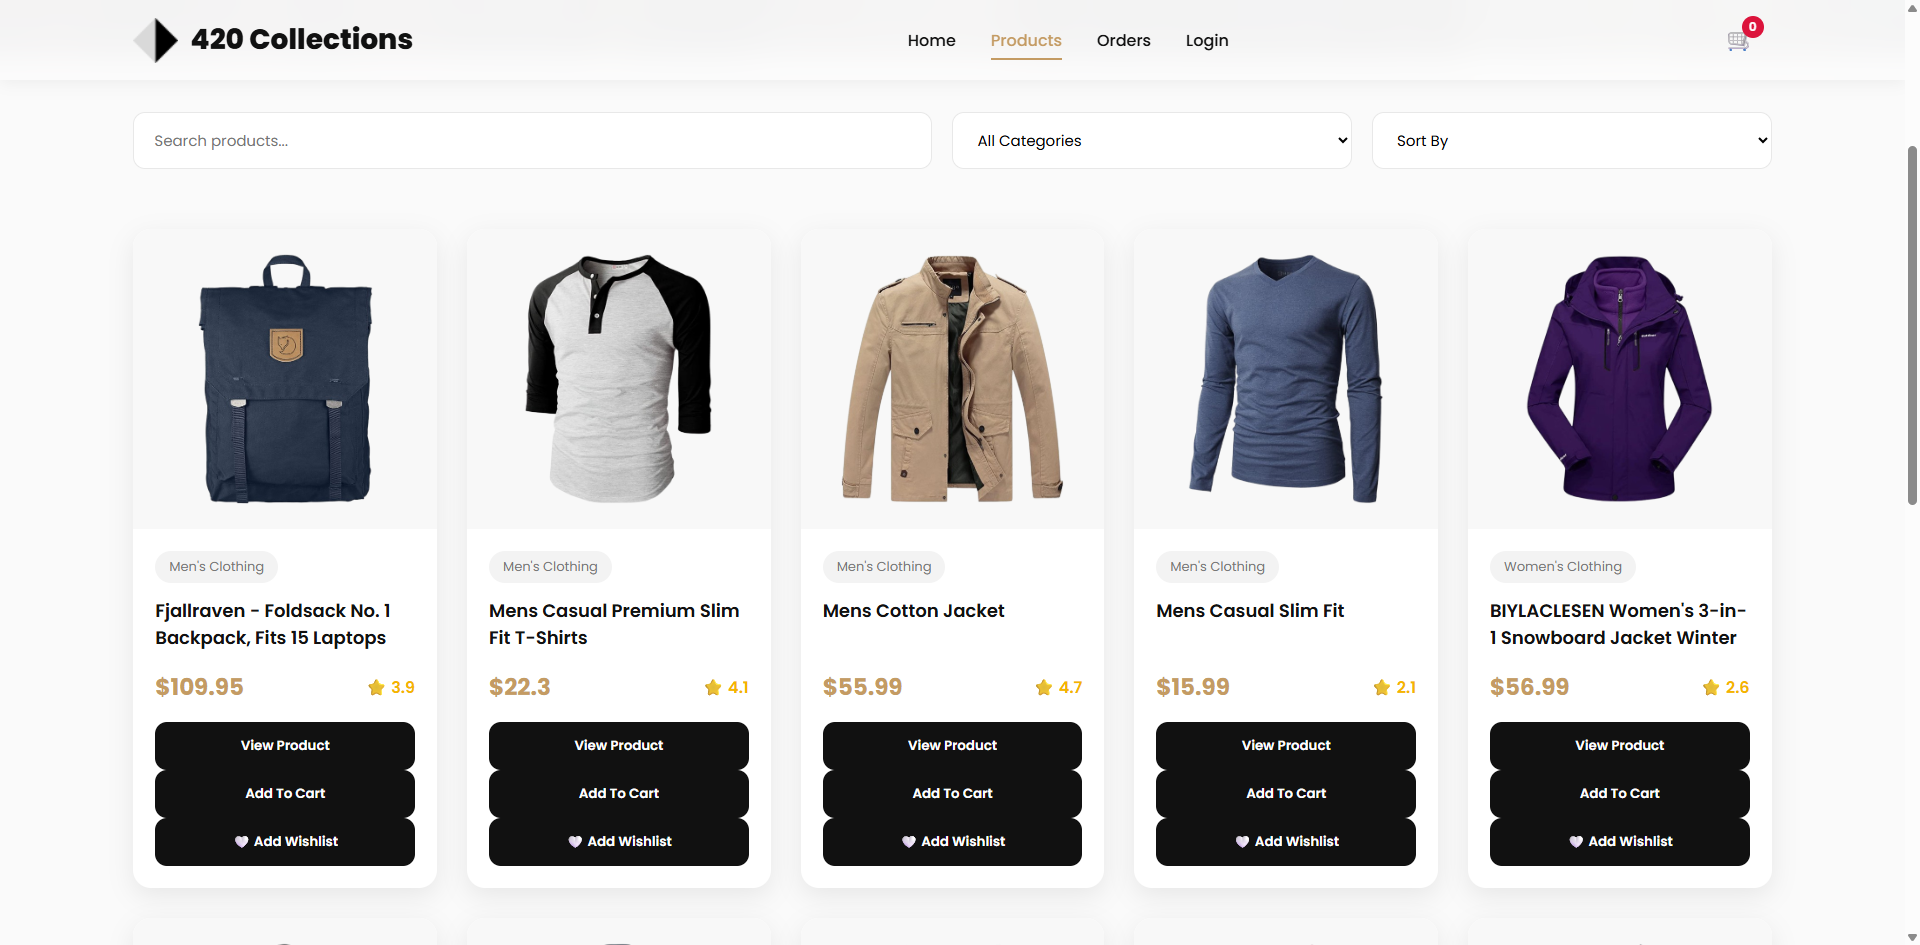 420 Collections
Home
Products
Orders
Login
0
Search products...
All Categories
Sort By
Men's Clothing
Fjallraven - Foldsack No. 1
Backpack, Fits 15 Laptops
$109.95
3.9
View Product
Add To Cart
Add Wishlist
Men's Clothing
Mens Casual Premium Slim
Fit T-Shirts
$22.3
4.1
View Product
Add To Cart
Add Wishlist
Men's Clothing
Mens Cotton Jacket
$55.99
4.7
View Product
Add To Cart
Add Wishlist
Men's Clothing
Mens Casual Slim Fit
$15.99
2.1
View Product
Add To Cart
Add Wishlist
Women's Clothing
BIYLACLESEN Women's 3-in-
1 Snowboard Jacket Winter
$56.99
2.6
View Product
Add To Cart
Add Wishlist